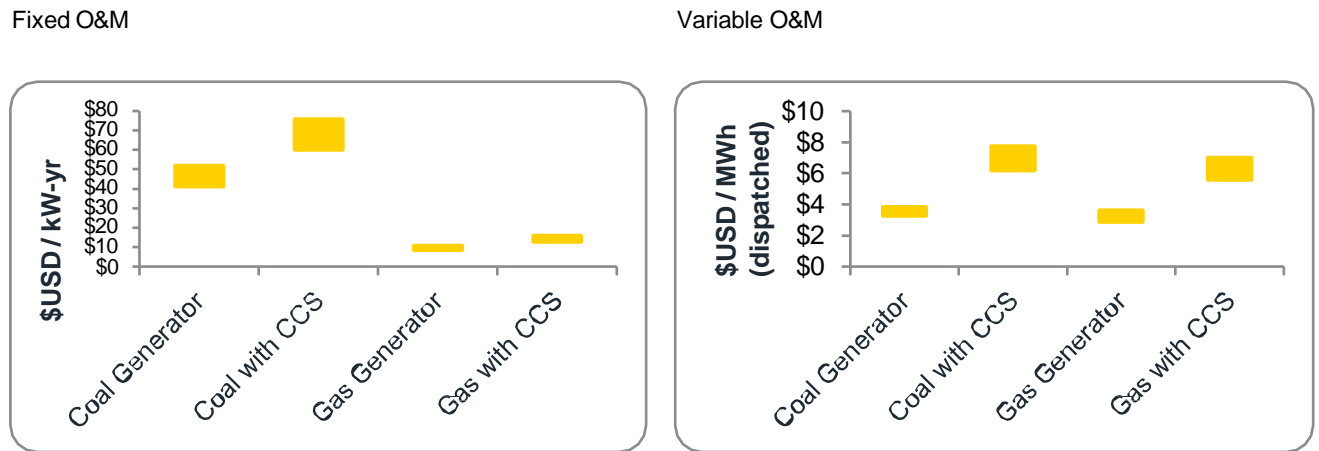 Fixed O&M
$USD / kW-yr
$80
$70
$60
$50
$40
$30
$20
$10
$0
Coal Generator
Coal with CCS
Gas Generator
Gas with CCS
Variable O&M
$USD / MWh
(dispatched)
$10
$8
$6
$4
$2
$0
Coal Generator
Coal with CCS
Gas Generator
Gas with CCS